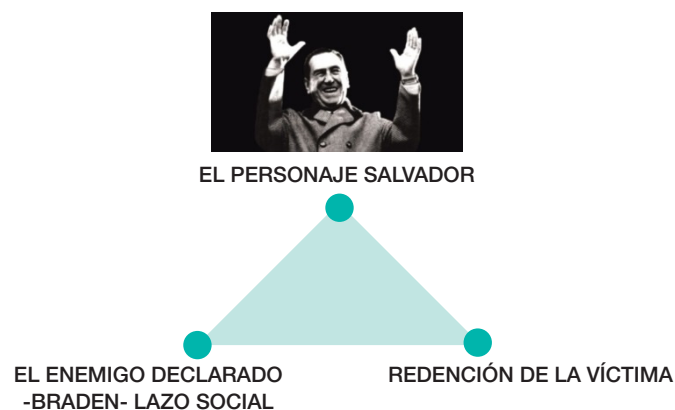 EL PERSONAJE SALVADOR
EL ENEMIGO DECLARADO
-BRADEN- LAZO SOCIAL
REDENCIÓN DE LA VÍCTIMA